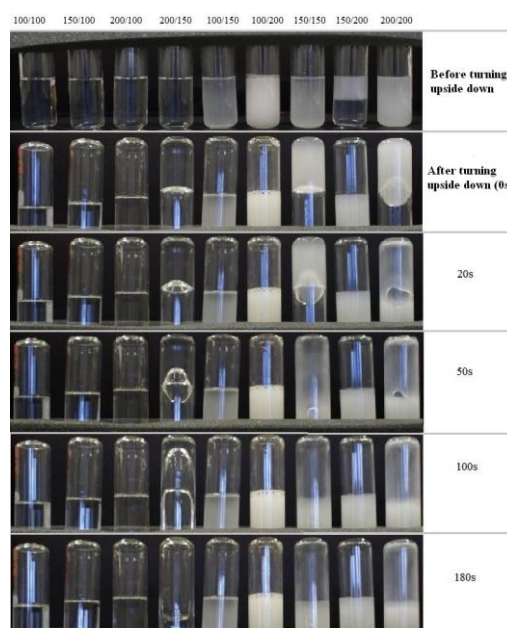 100/100 150/100 200/100 200/150 100/150 100/200 150/150 150/200 200/200
Before turning
upside down
After turning
upside down (0s
20s
50s
100s
180s